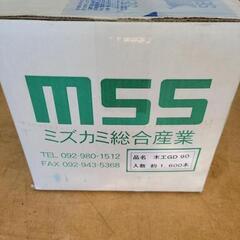 MSS
ミズカミ総合産業
TEL 092-980-1512
FAX 092-943-5368
品名 木工GD 90
入数 約1,600本